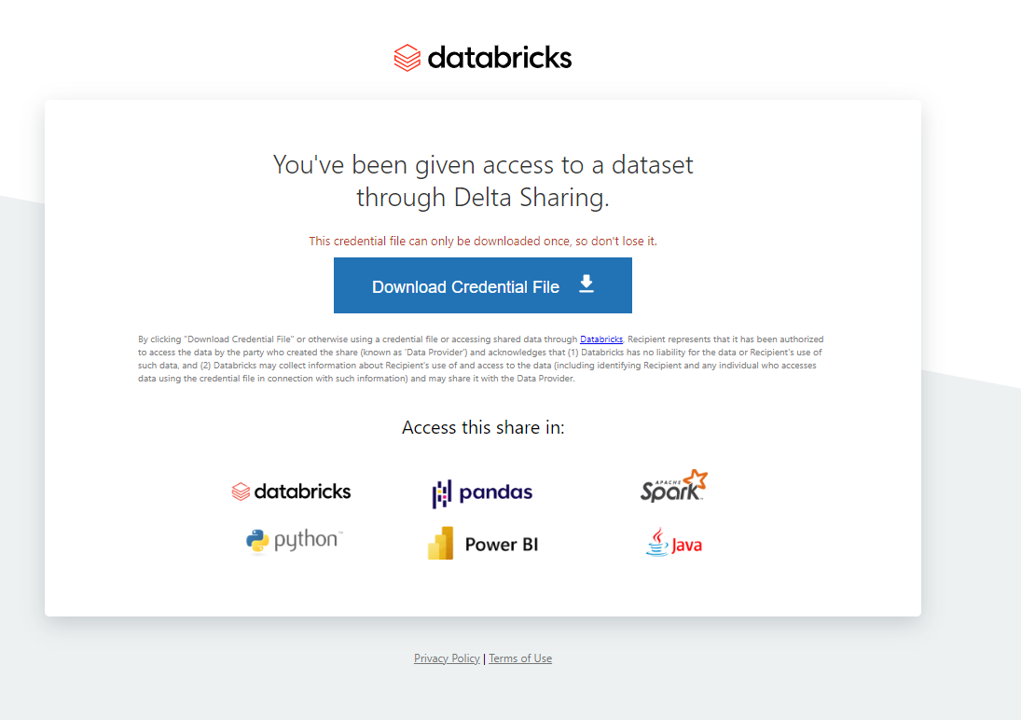 databricks
You've been given access to a dataset
through Delta Sharing.
This credential file can only be downloaded once, so don't lose it.
Download Credential File
By clicking "Download Credential File" or otherwise using a credential file or accessing shared data through Databricks, Recipient represents that it has been authorized
to access the data by the party who created the share (known as 'Data Provider') and acknowledges that (1) Databricks has no liability for the data or Recipient's use of
such data, and (2) Databricks may collect information about Recipient's use of and access to the data (including identifying Recipient and any individual who accesses
data using the credential file in connection with such information) and may share it with the Data Provider.
Access this share in:
databricks pandas APACHE Spark™
python™ Power BI Java
Privacy Policy | Terms of Use